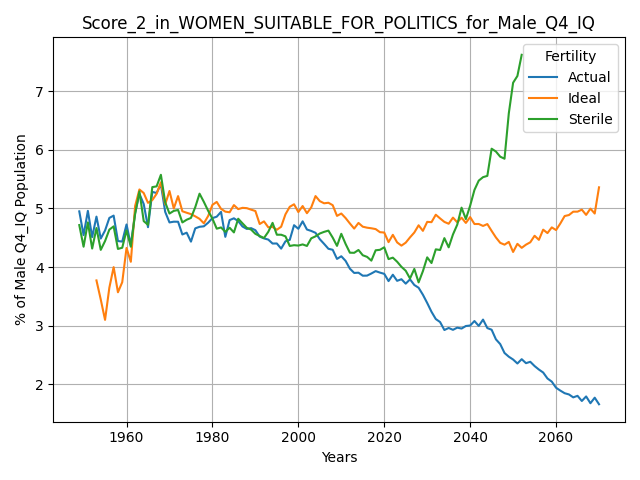 Score_2_in_WOMEN_SUITABLE_FOR_POLITICS_for_Male_Q4_IQ
Fertility
Actual
Ideal
Sterile
% of Male Q4_IQ Population
7
6
5
4
3
2
1960 1980 2000 2020 2040 2060
Years